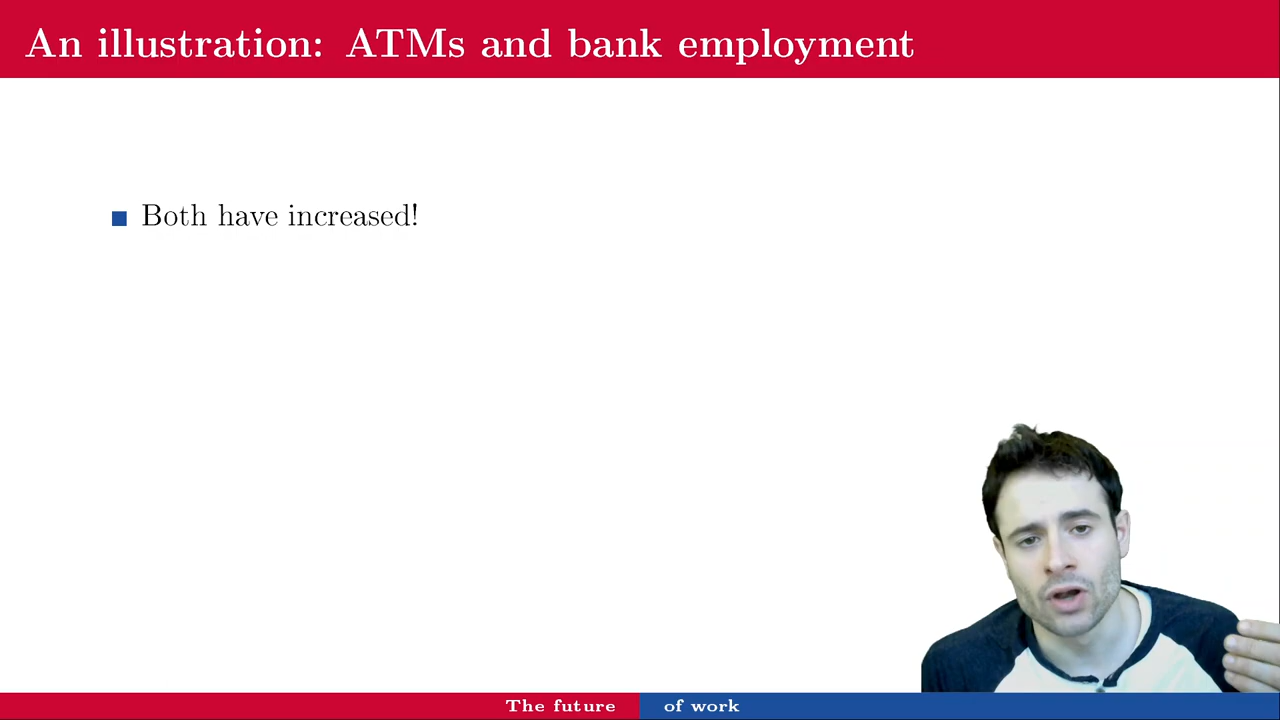 An illustration: ATMs and bank employment
Both have increased!
The future of work